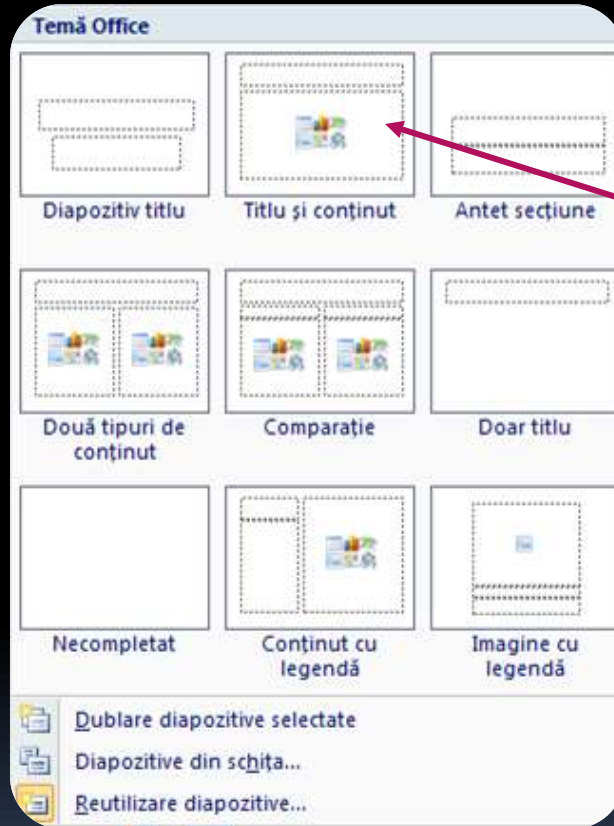 Temă Office
Diapozitiv titlu
Titlu și conținut
Antet secțiune
Două tipuri de
conținut
Comparație
Doar titlu
Necompletat
Conținut cu
legendă
Imagine cu
legendă
Dublare diapozitive selectate
Diapozitive din schița...
Reutilizare diapozitive...